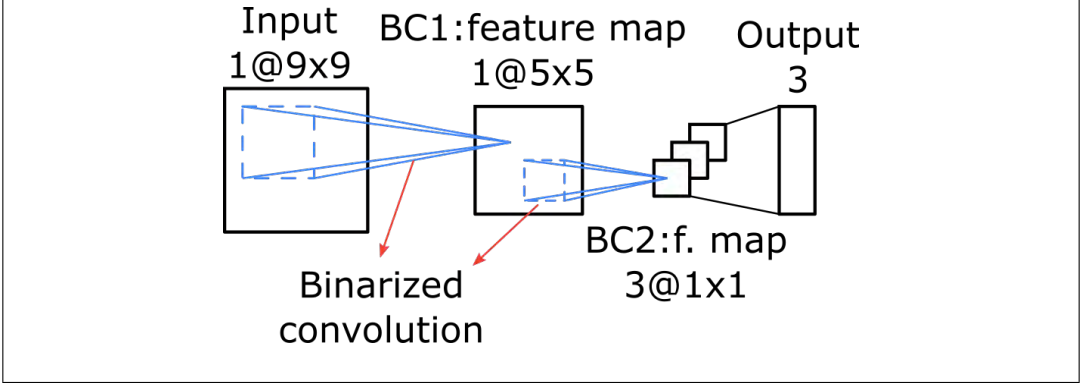 Input
1@9x9
BC1:feature map
1@5x5
Output
3
BC2:f. map
3@1x1
Binarized
convolution